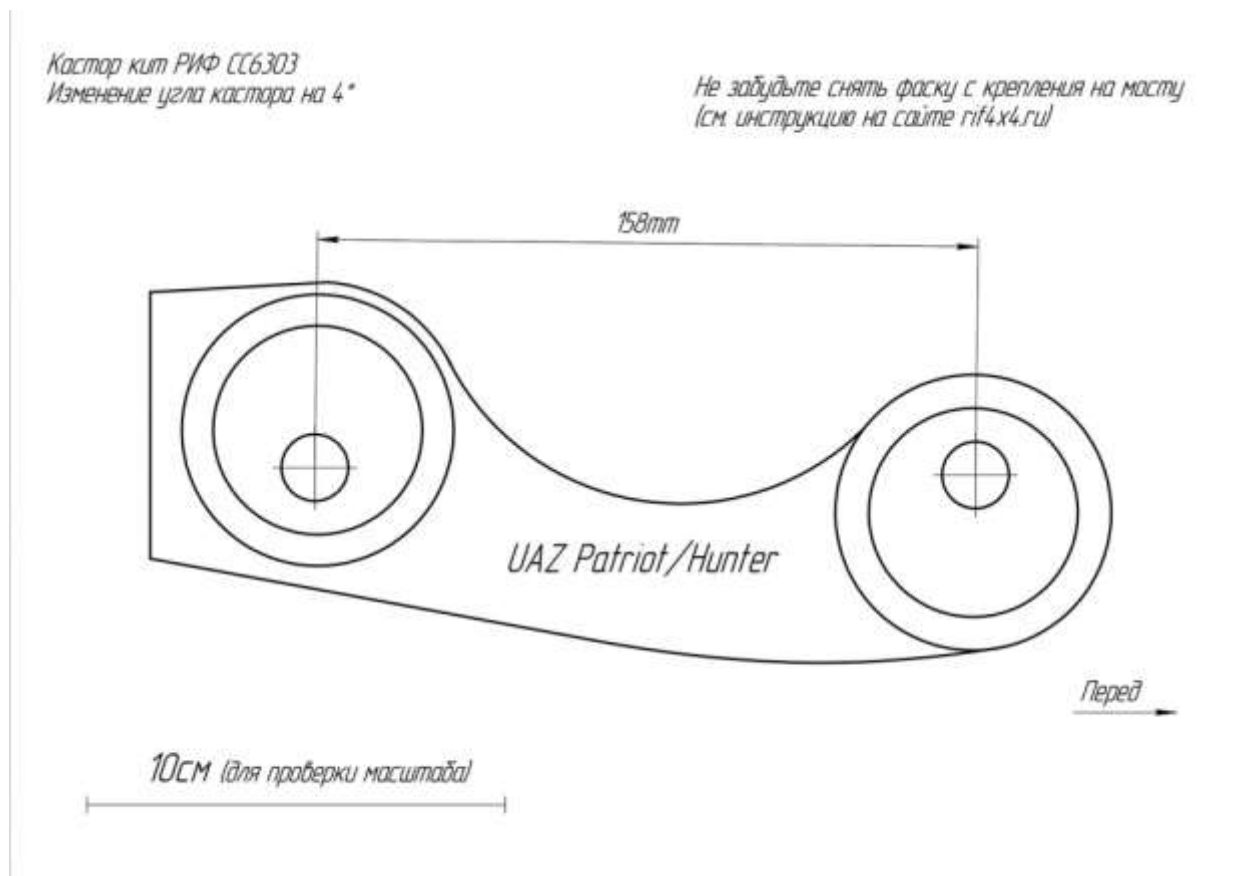 Кастор кит РИФ СС6303
Изменение угла кастора на 4°
Не забудьте снять фаску с крепления на мосту
(см. инструкцию на сайте rif4x4.ru)
158mm
UAZ Patriot/Hunter
Перед
10см (для проверки масштаба)